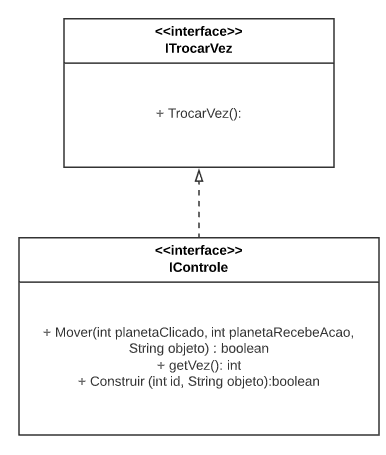 <<interface>>
ITrocarVez
+ TrocarVez():
<<interface>>
IControle
+ Mover(int planetaClicado, int planetaRecebeAcao,
String objeto) : boolean
+ getVez(): int
+ Construir (int id, String objeto):boolean